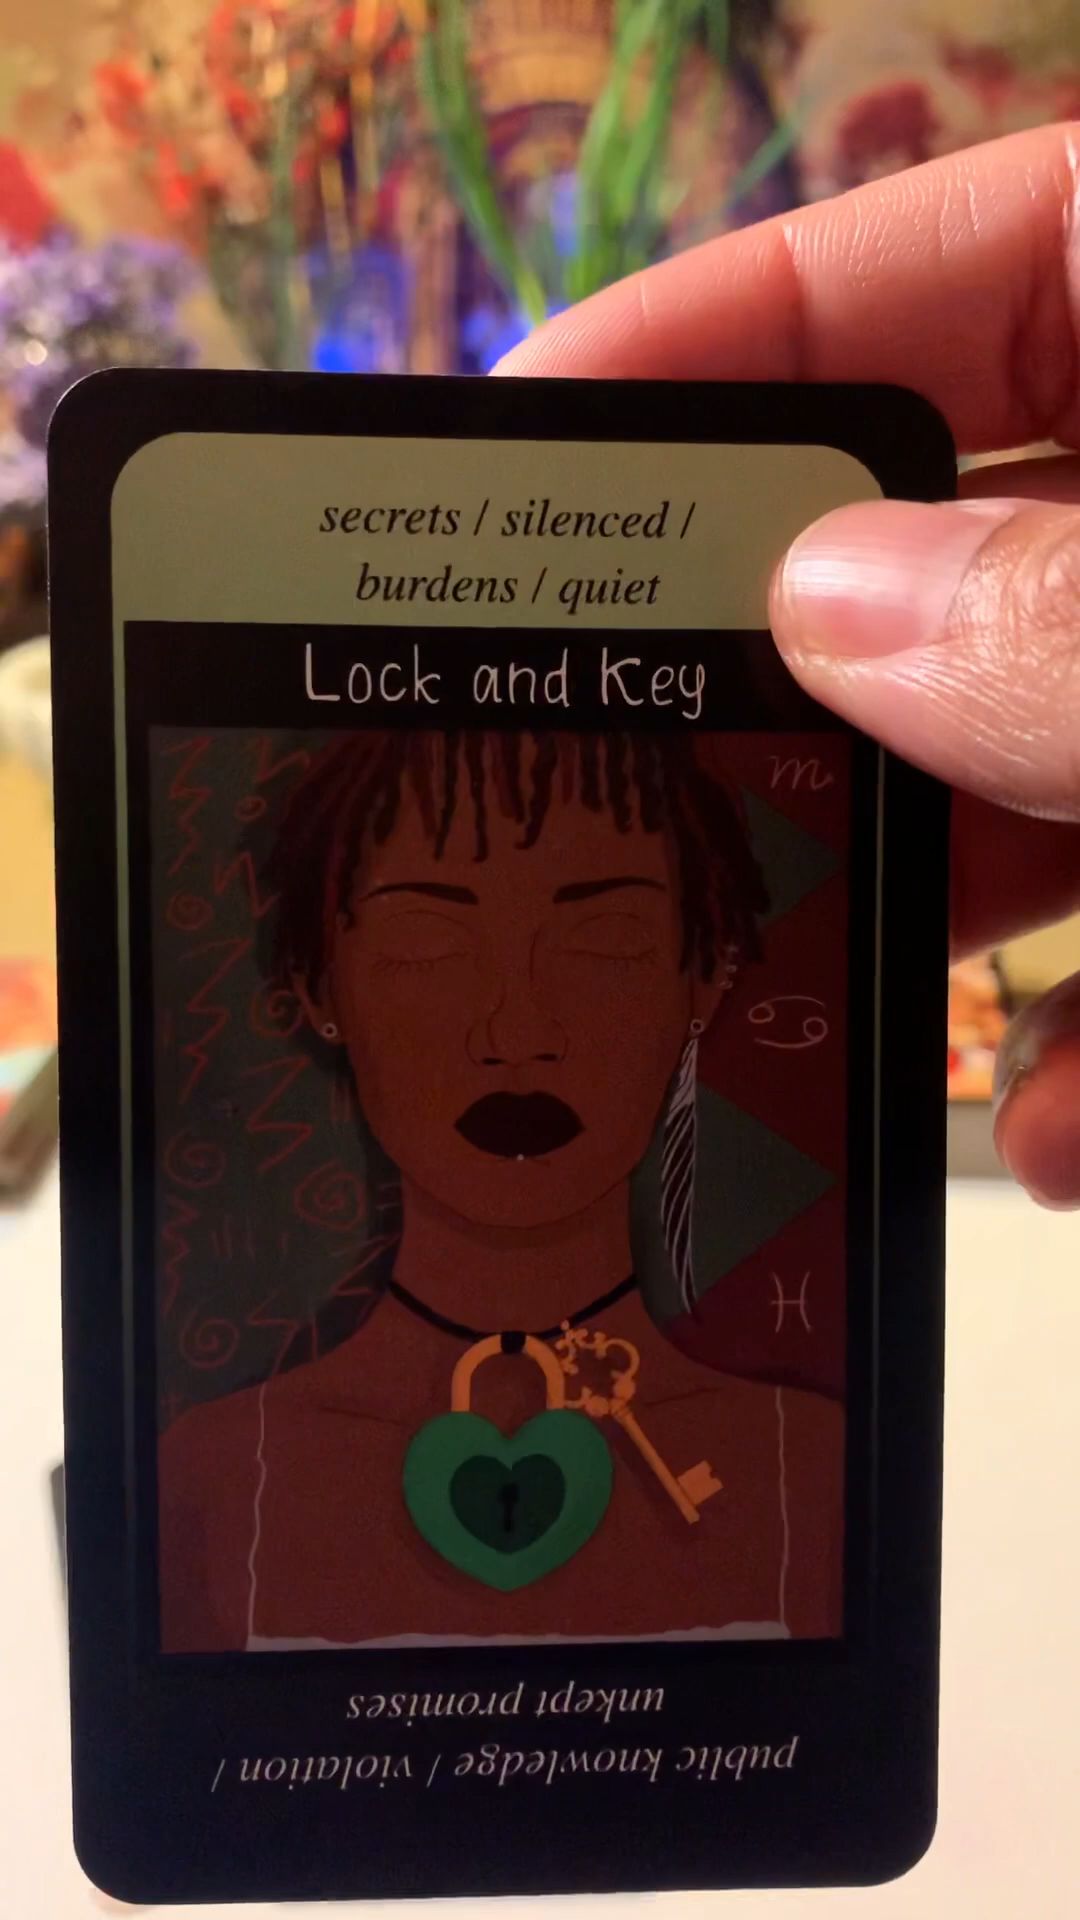 secrets / silenced /
burdens / quiet
Lock and Key
public knowledge / violation /
unkept promises